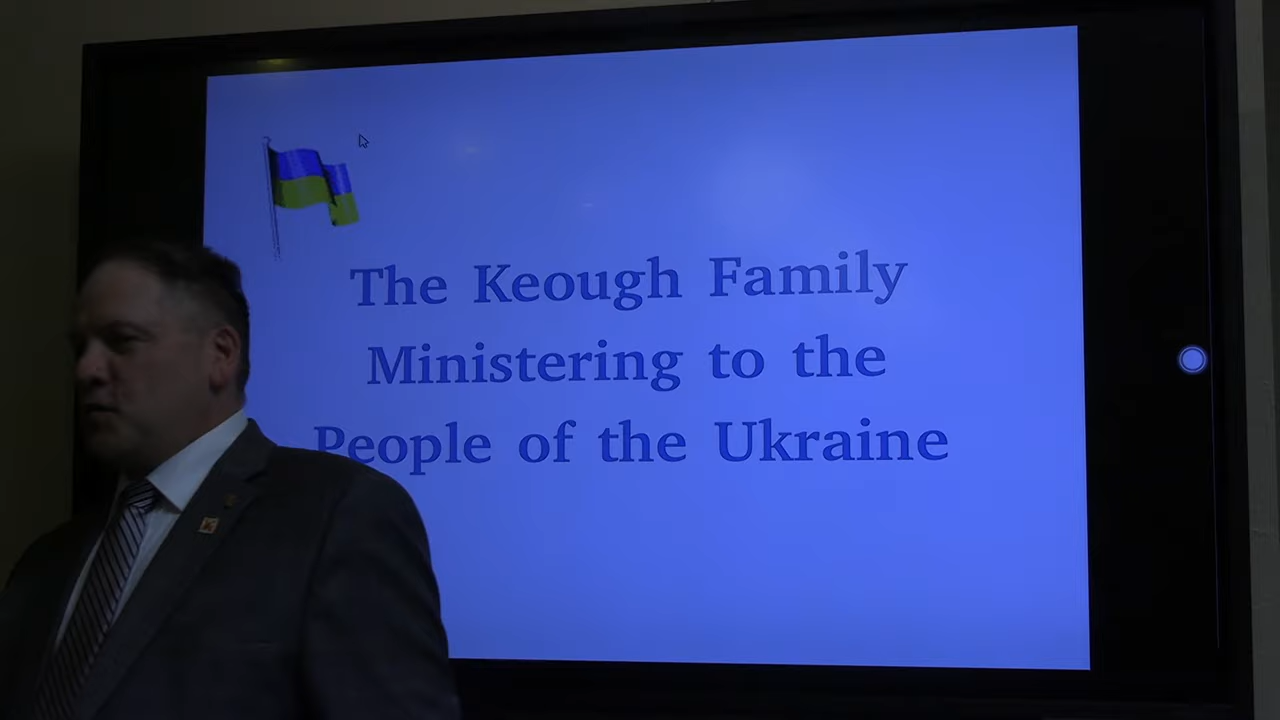 The Keough Family
Ministering to the
People of the Ukraine